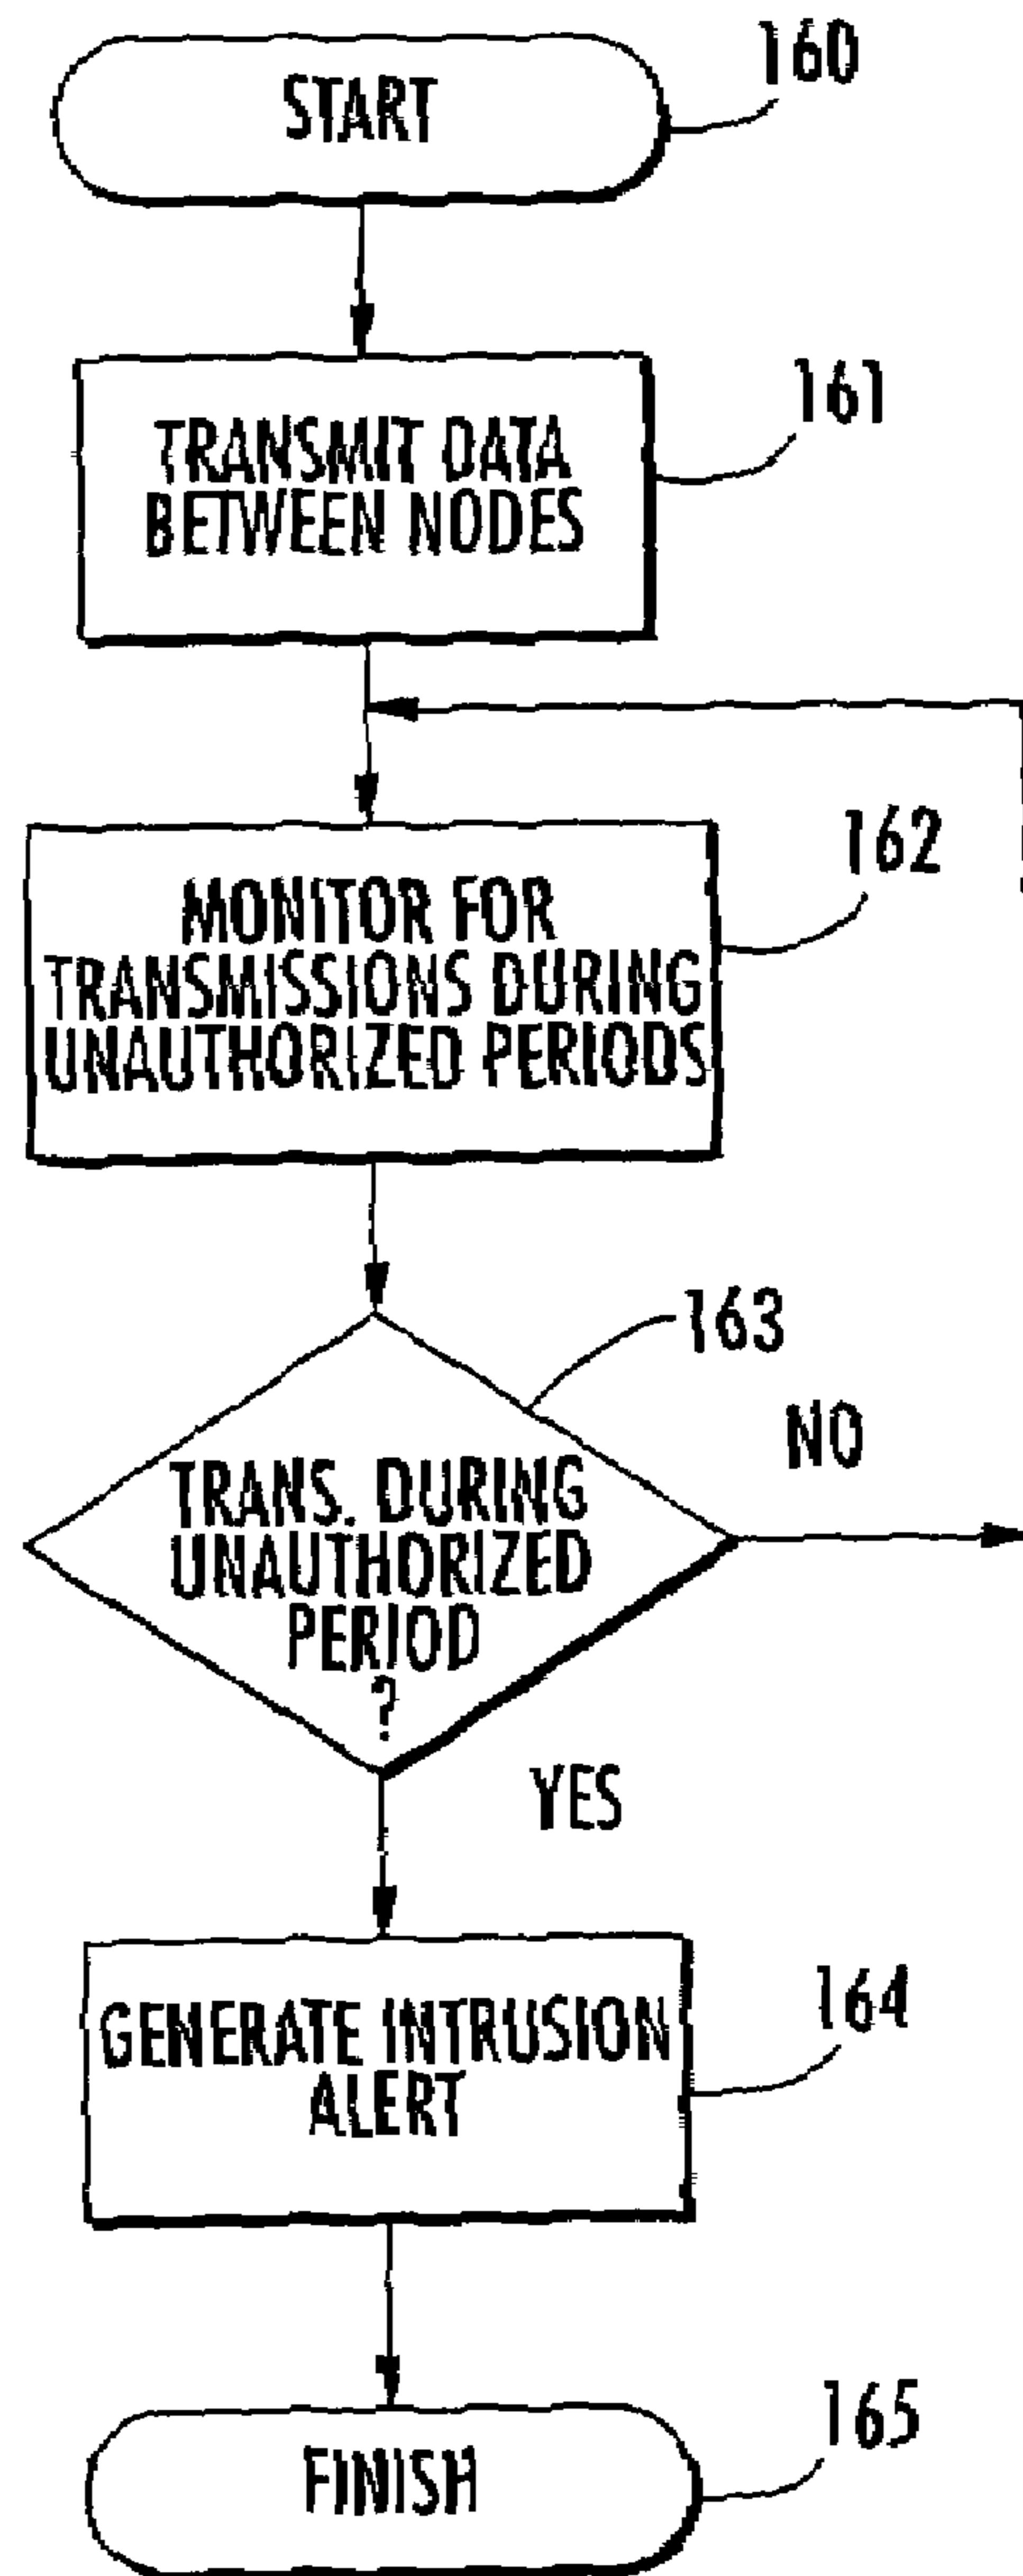 START
160
TRANSMIT DATA
BETWEEN NODES
161
MONITOR FOR
TRANSMISSIONS DURING
UNAUTHORIZED PERIODS
162
TRANS. DURING
UNAUTHORIZED
PERIOD
?
163
NO
YES
GENERATE INTRUSION
ALERT
164
FINISH
165